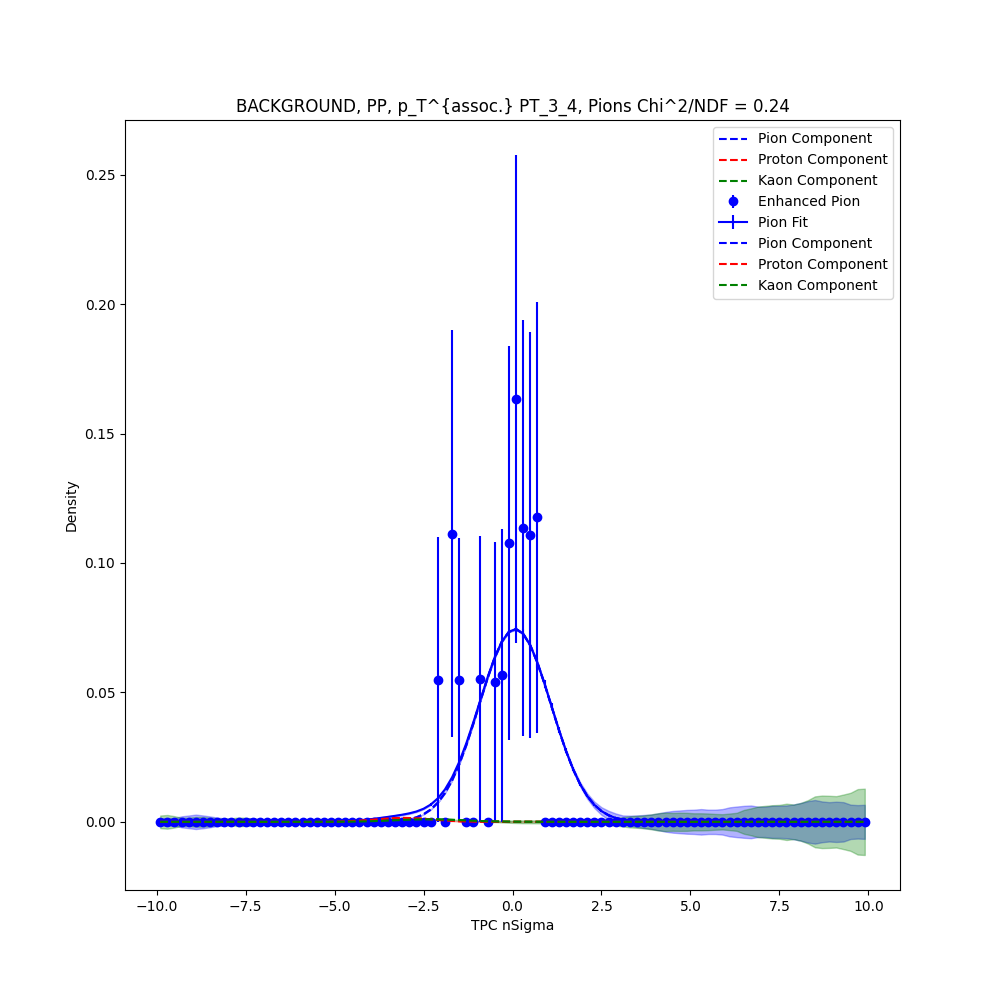 BACKGROUND, PP, p_T^{assoc.} PT_3_4, Pions Chi^2/NDF = 0.24
Pion Component
Proton Component
Kaon Component
Enhanced Pion
Pion Fit
Pion Component
Proton Component
Kaon Component
0.25
0.20
0.15
0.10
0.05
0.00
Density
−10.0 −7.5 −5.0 −2.5 0.0 2.5 5.0 7.5 10.0
TPC nSigma